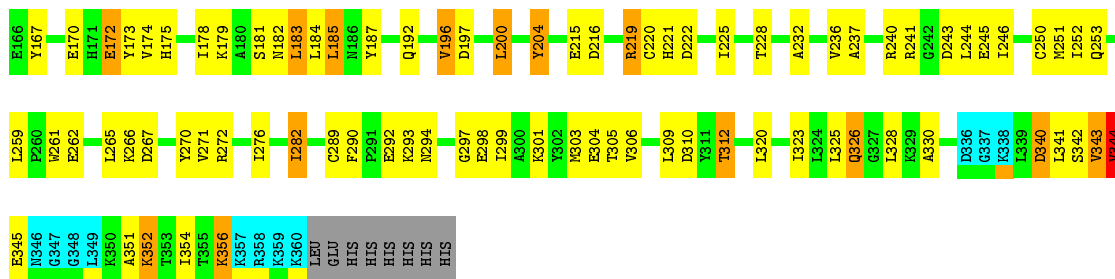 E166 Y167 E170 H171 E172 Y173 V174 H175 I178 K179 A180 S181 N182 L183 L184 L185 N186 Y187 Q192 V196 D197 L200 Y204 E215 D216 R219 C220 H221 D222 I225 T228 A232 V236 A237 R240 R241 G242 D243 L244 E245 I246 C250 M251 I252 Q253
L259 P260 W261 E262 L265 K266 D267 Y270 V271 R272 I276 I282 C289 F290 P291 E292 K293 N294 G297 E298 I299 A300 K301 Y302 M303 E304 T305 V306 L309 D310 Y311 T312 L320 I323 L324 L325 Q326 G327 L328 K329 A330 D336 G337 K338 L339 D340 L341 S342 V343
E345 N346 G347 G348 L349 K350 A351 K352 T353 I354 T355 K356 K357 R358 K359 K360 LEU GLU HIS HIS HIS HIS HIS HIS